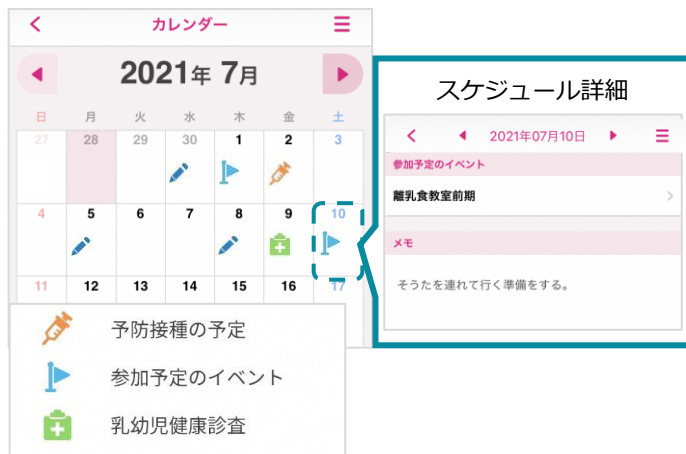 カレンダー
2021年 7月
日 月 火 水 木 金 土
27 28 29 30 1 2 3
4 5 6 7 8 9 10
11 12 13 14 15 16 17
予防接種の予定
参加予定のイベント
乳幼児健康診査
スケジュール詳細
2021年07月10日
参加予定のイベント
離乳食教室前期
メモ
そうたを連れて行く準備をする。